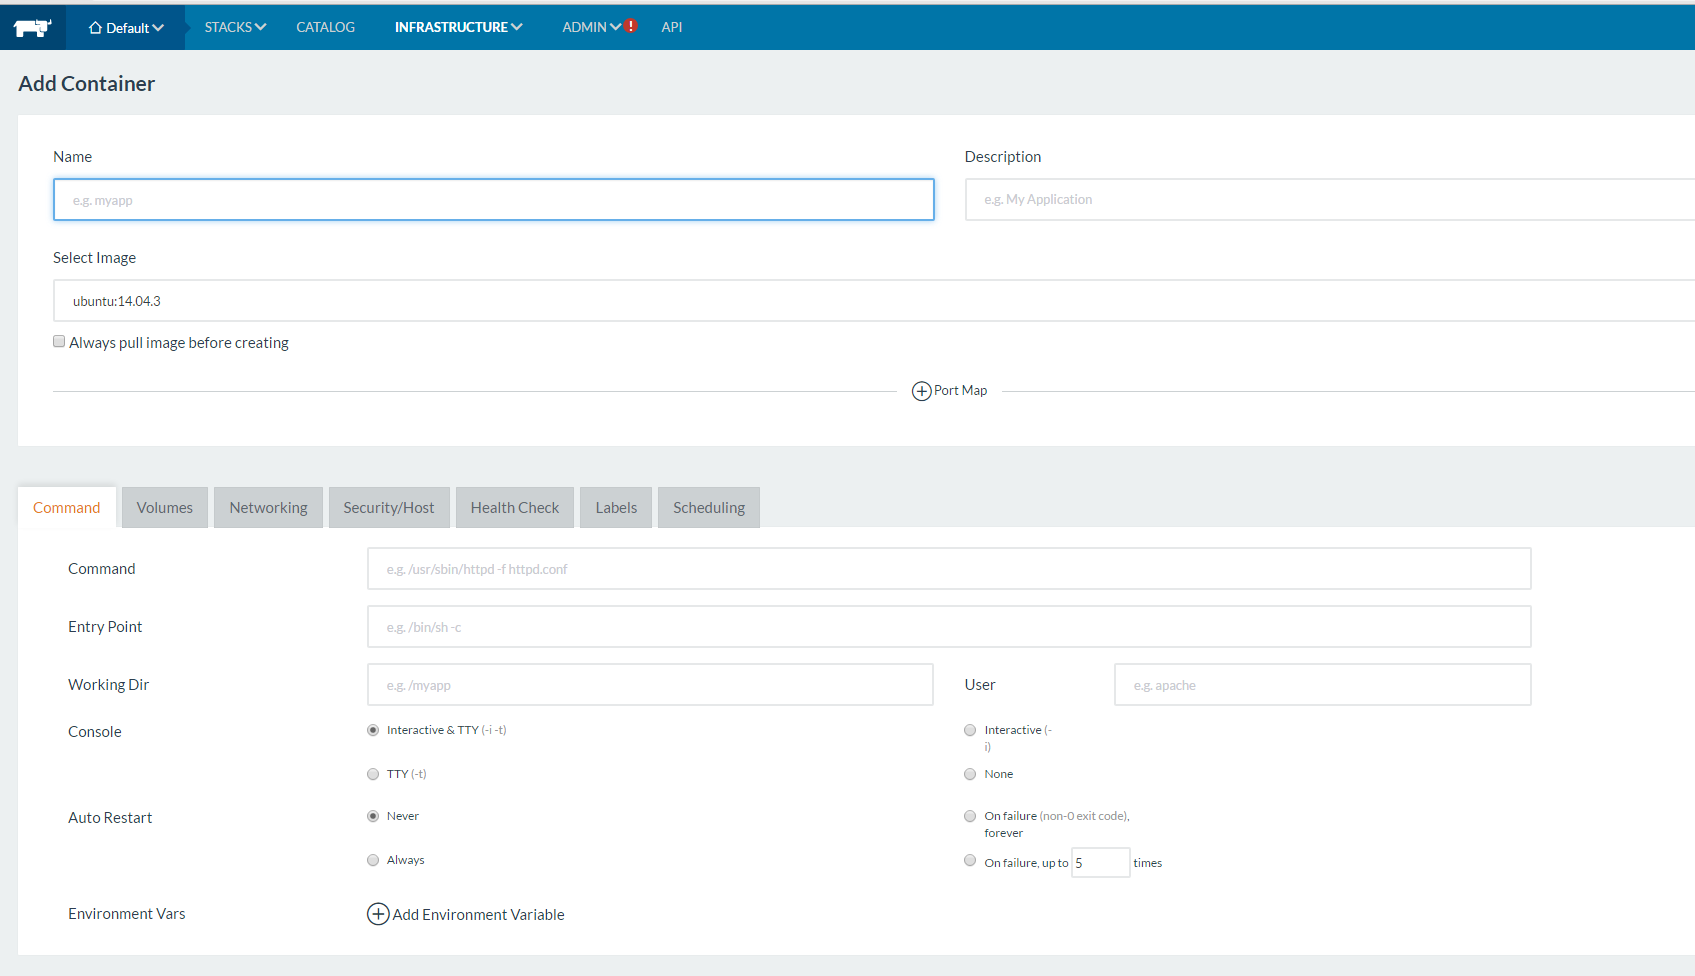 Default STACKS CATALOG INFRASTRUCTURE ADMIN ! API
Add Container
Name Description
e.g. myapp e.g. My Application
Select Image
ubuntu:14.04.3
Always pull image before creating
Port Map
Command Volumes Networking Security/Host Health Check Labels Scheduling
Command e.g. /usr/sbin/httpd -f httpd.conf
Entry Point e.g. /bin/sh -c
Working Dir e.g. /myapp User e.g. apache
Console Interactive & TTY (-i -t) Interactive (-
i)
TTY (-t) None
Auto Restart Never On failure (non-0 exit code),
forever
Always On failure, up to 5 times
Environment Vars Add Environment Variable